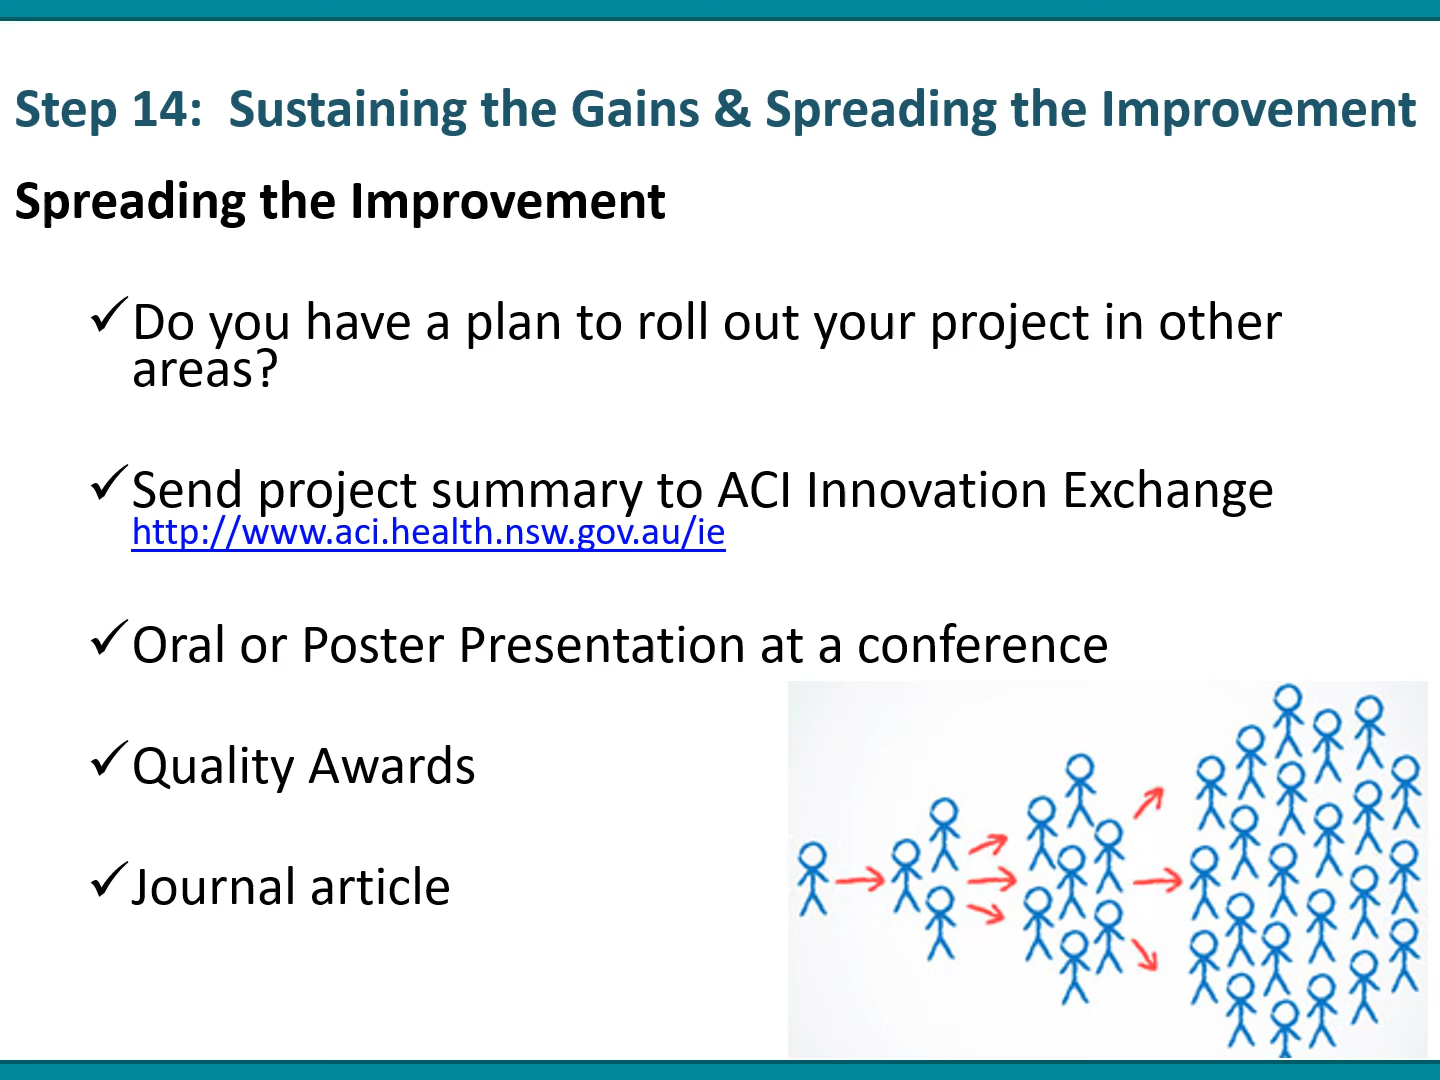 Step 14:  Sustaining the Gains & Spreading the Improvement
Spreading the Improvement
✓Do you have a plan to roll out your project in other
areas?
✓Send project summary to ACI Innovation Exchange
http://www.aci.health.nsw.gov.au/ie
✓Oral or Poster Presentation at a conference
✓Quality Awards
✓Journal article